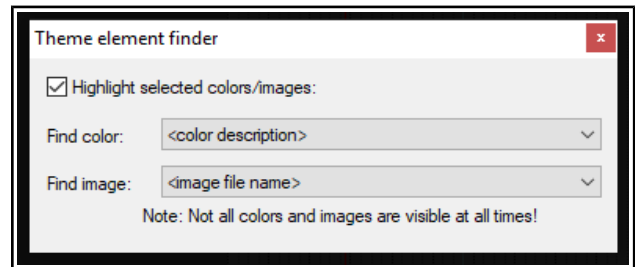 Theme element finder
Highlight selected colors/images:
Find color: <color description>
Find image: <image file name>
Note: Not all colors and images are visible at all times!